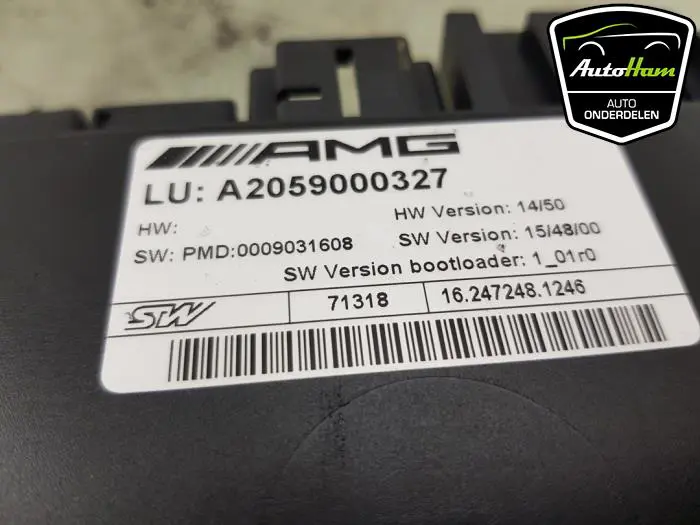 AutoHam
AUTO
ONDERDELEN
AMG
LU: A2059000327
HW:
HW Version: 14/50
SW: PMD:0009031608
SW Version: 15/48/00
SW Version bootloader: 1_01r0
STW
71318
16.247248.1246